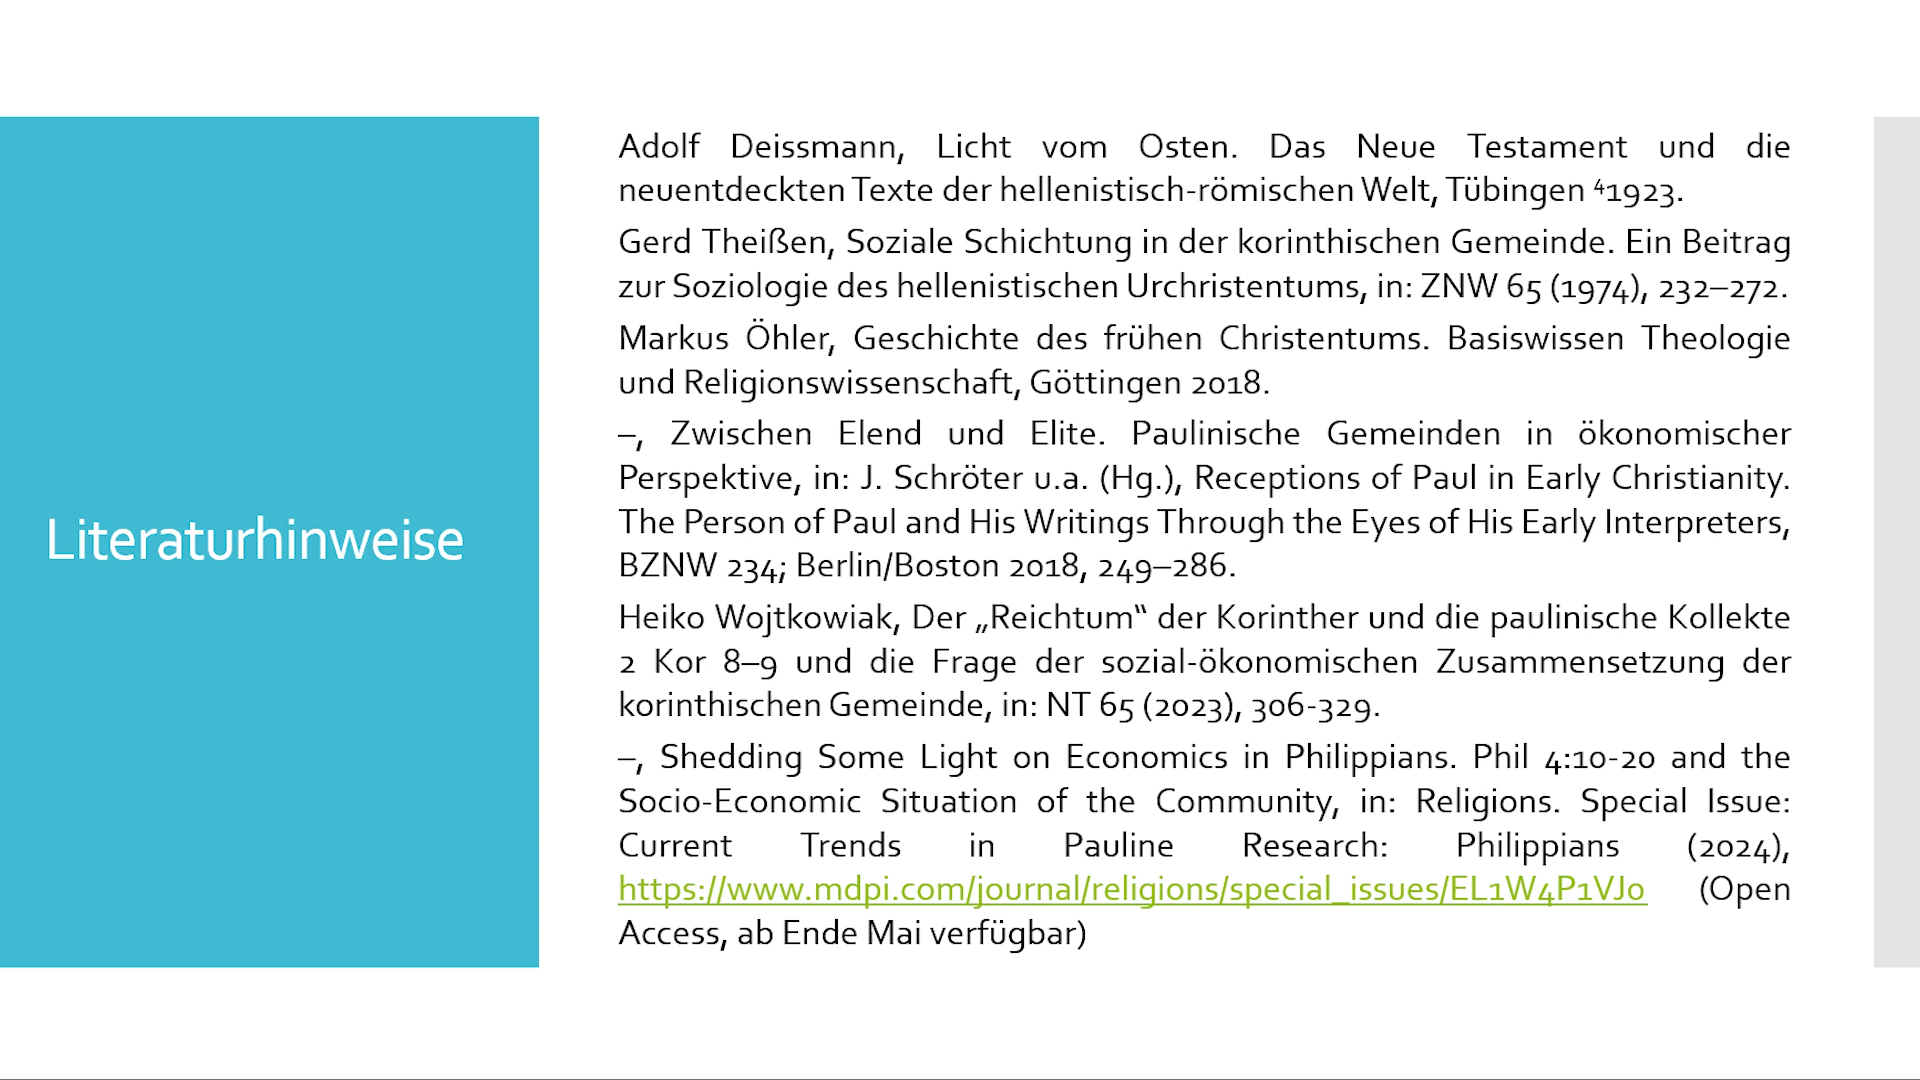 Literaturhinweise
Adolf Deissmann, Licht vom Osten. Das Neue Testament und die
neuentdeckten Texte der hellenistisch-römischen Welt, Tübingen ⁴1923.
Gerd Theißen, Soziale Schichtung in der korinthischen Gemeinde. Ein Beitrag
zur Soziologie des hellenistischen Urchristentums, in: ZNW 65 (1974), 232–272.
Markus Öhler, Geschichte des frühen Christentums. Basiswissen Theologie
und Religionswissenschaft, Göttingen 2018.
–, Zwischen Elend und Elite. Paulinische Gemeinden in ökonomischer
Perspektive, in: J. Schröter u.a. (Hg.), Receptions of Paul in Early Christianity.
The Person of Paul and His Writings Through the Eyes of His Early Interpreters,
BZNW 234; Berlin/Boston 2018, 249–286.
Heiko Wojtkowiak, Der „Reichtum“ der Korinther und die paulinische Kollekte
2 Kor 8–9 und die Frage der sozial-ökonomischen Zusammensetzung der
korinthischen Gemeinde, in: NT 65 (2023), 306-329.
–, Shedding Some Light on Economics in Philippians. Phil 4:10-20 and the
Socio-Economic Situation of the Community, in: Religions. Special Issue:
Current Trends in Pauline Research: Philippians (2024),
https://www.mdpi.com/journal/religions/special_issues/EL1W4P1VJ0 (Open
Access, ab Ende Mai verfügbar)